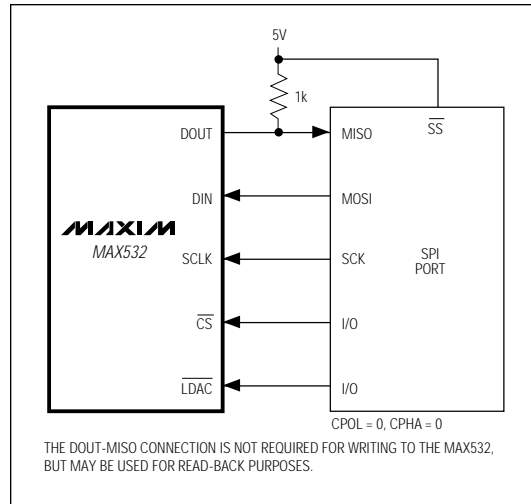 5V
1k
DOUT
MISO
SS
DIN
MOSI
MAXIM
MAX532
SCLK
SCK
SPI
PORT
CS
I/O
LDAC
I/O
CPOL = 0, CPHA = 0
THE DOUT-MISO CONNECTION IS NOT REQUIRED FOR WRITING TO THE MAX532,
BUT MAY BE USED FOR READ-BACK PURPOSES.